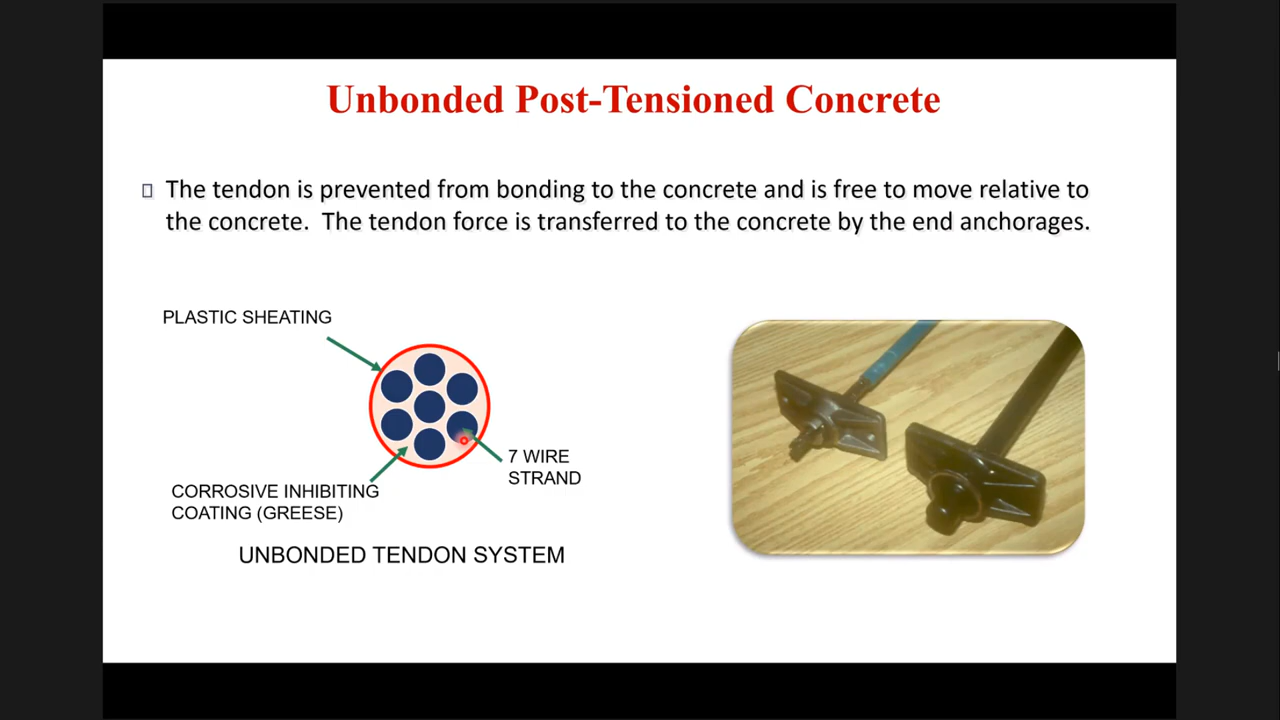 Unbonded Post-Tensioned Concrete
The tendon is prevented from bonding to the concrete and is free to move relative to
the concrete. The tendon force is transferred to the concrete by the end anchorages.
PLASTIC SHEATING
7 WIRE
STRAND
CORROSIVE INHIBITING
COATING (GREESE)
UNBONDED TENDON SYSTEM